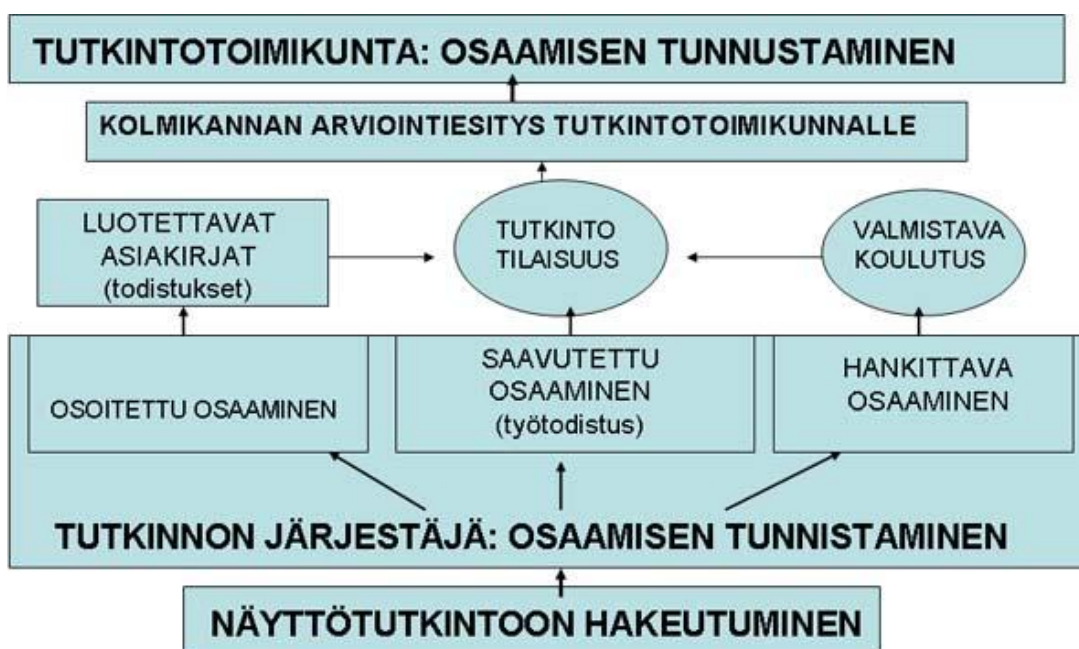 TUTKINTOTOIMIKUNTA: OSAAMISEN TUNNUSTAMINEN
KOLMIKANNAN ARVIOINTIESITYS TUTKINTOTOIMIKUNNALLE
LUOTETTAVAT
ASIAKIRJAT
(todistukset)
TUTKINTO
TILAISUUS
VALMISTAVA
KOULUTUS
OSOITETTU OSAAMINEN
SAAVUTETTU
OSAAMINEN
(työtodistus)
HANKITTAVA
OSAAMINEN
TUTKINNON JÄRJESTÄJÄ: OSAAMISEN TUNNISTAMINEN
NÄYTTÖTUTKINTOON HAKEUTUMINEN